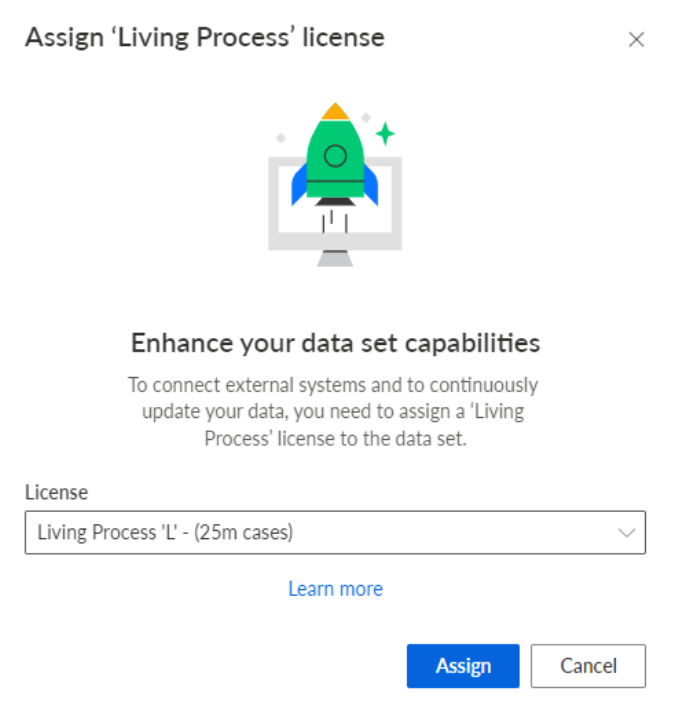 Assign ‘Living Process’ license
Enhance your data set capabilities
To connect external systems and to continuously
update your data, you need to assign a ‘Living
Process’ license to the data set.
License
Living Process 'L' - (25m cases)
Learn more
Assign
Cancel